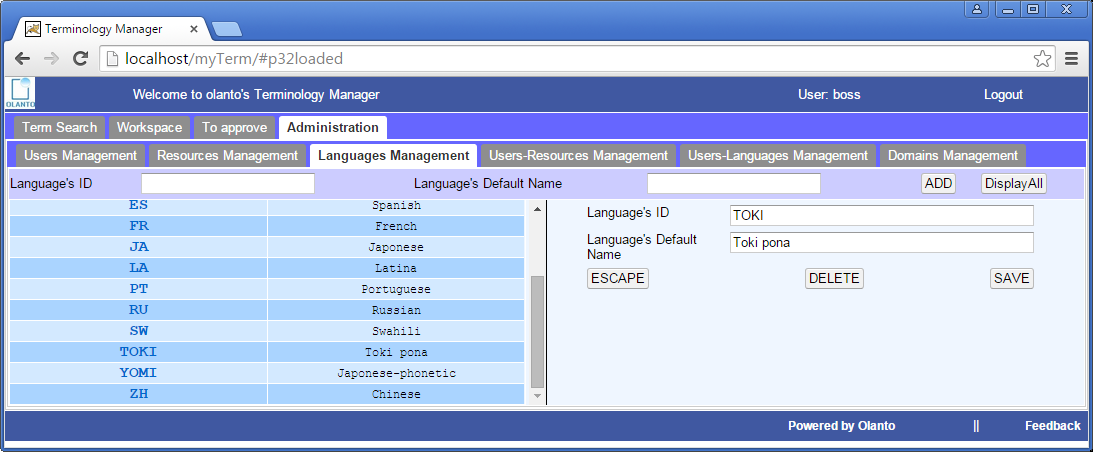 Terminology Manager
localhost/myTerm/#p32loaded
OLANTO
Welcome to olanto's Terminology Manager User: boss Logout
Term Search Workspace To approve Administration
Users Management Resources Management Languages Management Users-Resources Management Users-Languages Management Domains Management
Language's ID Language's Default Name ADD DisplayAll
ES Spanish
FR French
JA Japanese
LA Latina
PT Portuguese
RU Russian
SW Swahili
TOKI Toki pona
YOMI Japanese-phonetic
ZH Chinese
Language's ID TOKI
Language's Default Toki pona
Name
ESCAPE DELETE SAVE
Powered by Olanto || Feedback